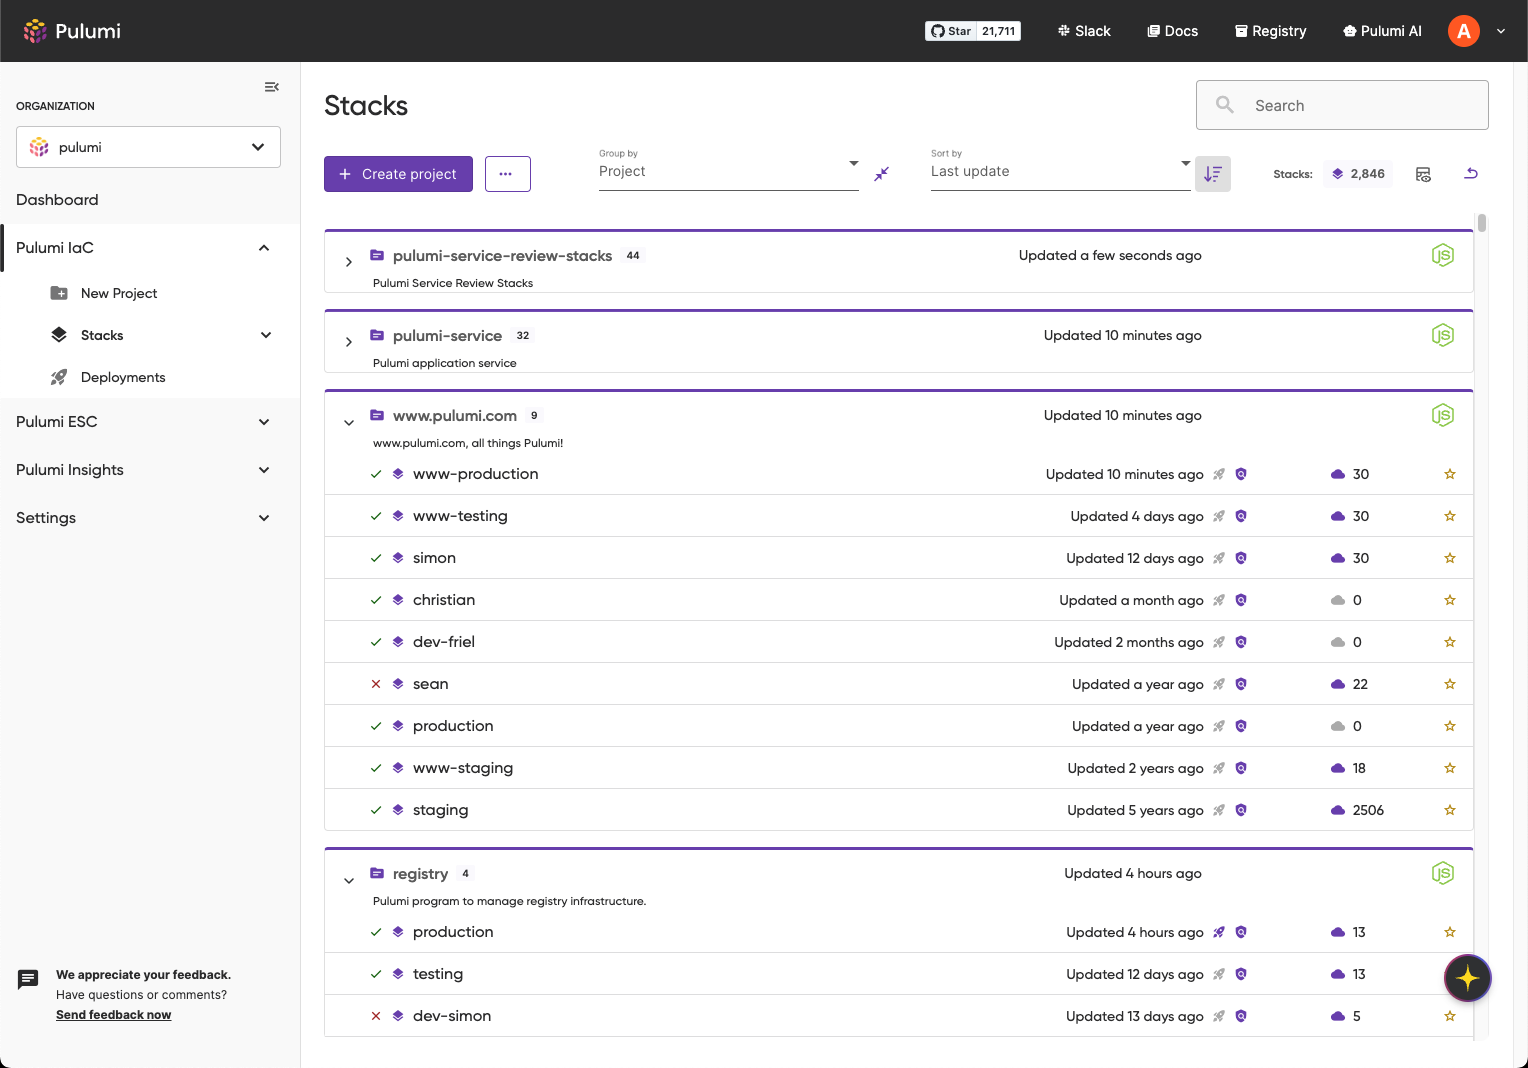 Pulumi
Star 21,711
Slack
Docs
Registry
Pulumi AI
A
ORGANIZATION
pulumi
Dashboard
Pulumi IaC
New Project
Stacks
Deployments
Pulumi ESC
Pulumi Insights
Settings
We appreciate your feedback.
Have questions or comments?
Send feedback now
Stacks
Search
+ Create project
...
Group by
Project
Sort by
Last update
Stacks: 2,846
pulumi-service-review-stacks 44 Updated a few seconds ago JS
Pulumi Service Review Stacks
pulumi-service 32 Updated 10 minutes ago JS
Pulumi application service
www.pulumi.com 9 Updated 10 minutes ago JS
www.pulumi.com, all things Pulumi!
www-production Updated 10 minutes ago 30
www-testing Updated 4 days ago 30
simon Updated 12 days ago 30
christian Updated a month ago 0
dev-friel Updated 2 months ago 0
sean Updated a year ago 22
production Updated a year ago 0
www-staging Updated 2 years ago 18
staging Updated 5 years ago 2506
registry 4 Updated 4 hours ago JS
Pulumi program to manage registry infrastructure.
production Updated 4 hours ago 13
testing Updated 12 days ago 13
dev-simon Updated 13 days ago 5